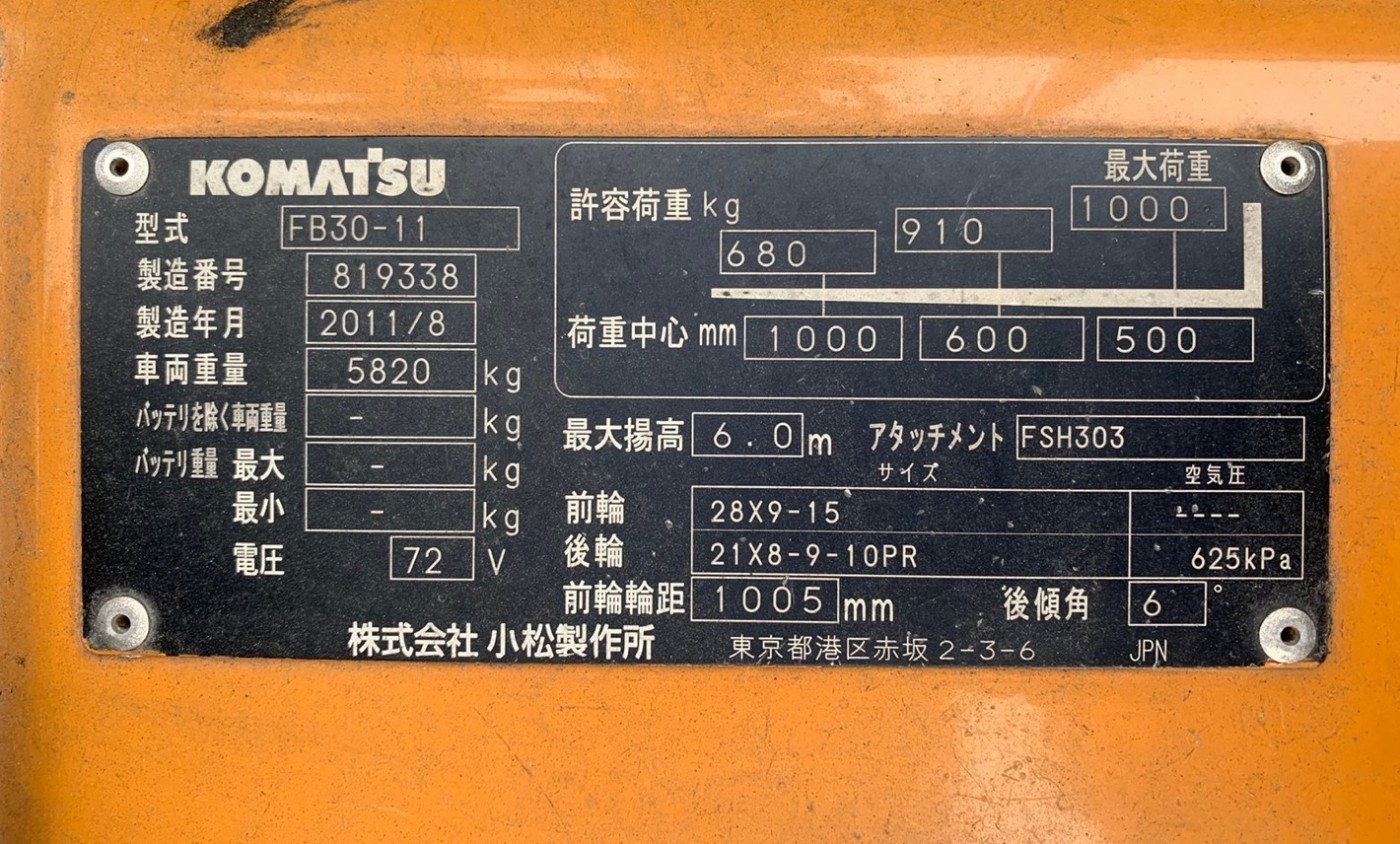 KOMATSU
型式 FB30-11
製造番号 819338
製造年月 2011/8
車両重量 5820 kg
バッテリを除く車両重量 - kg
バッテリ重量 最大 - kg
最小 - kg
電圧 72 V
最大荷重
許容荷重 kg 680 910 1000
荷重中心 mm 1000 600 500
最大揚高 6.0 m アタッチメント FSH303
サイズ 空気圧
前輪 28X9-15 ----
後輪 21X8-9-10PR 625kPa
前輪輪距 1005 mm 後傾角 6 °
株式会社 小松製作所 東京都港区赤坂 2-3-6 JPN